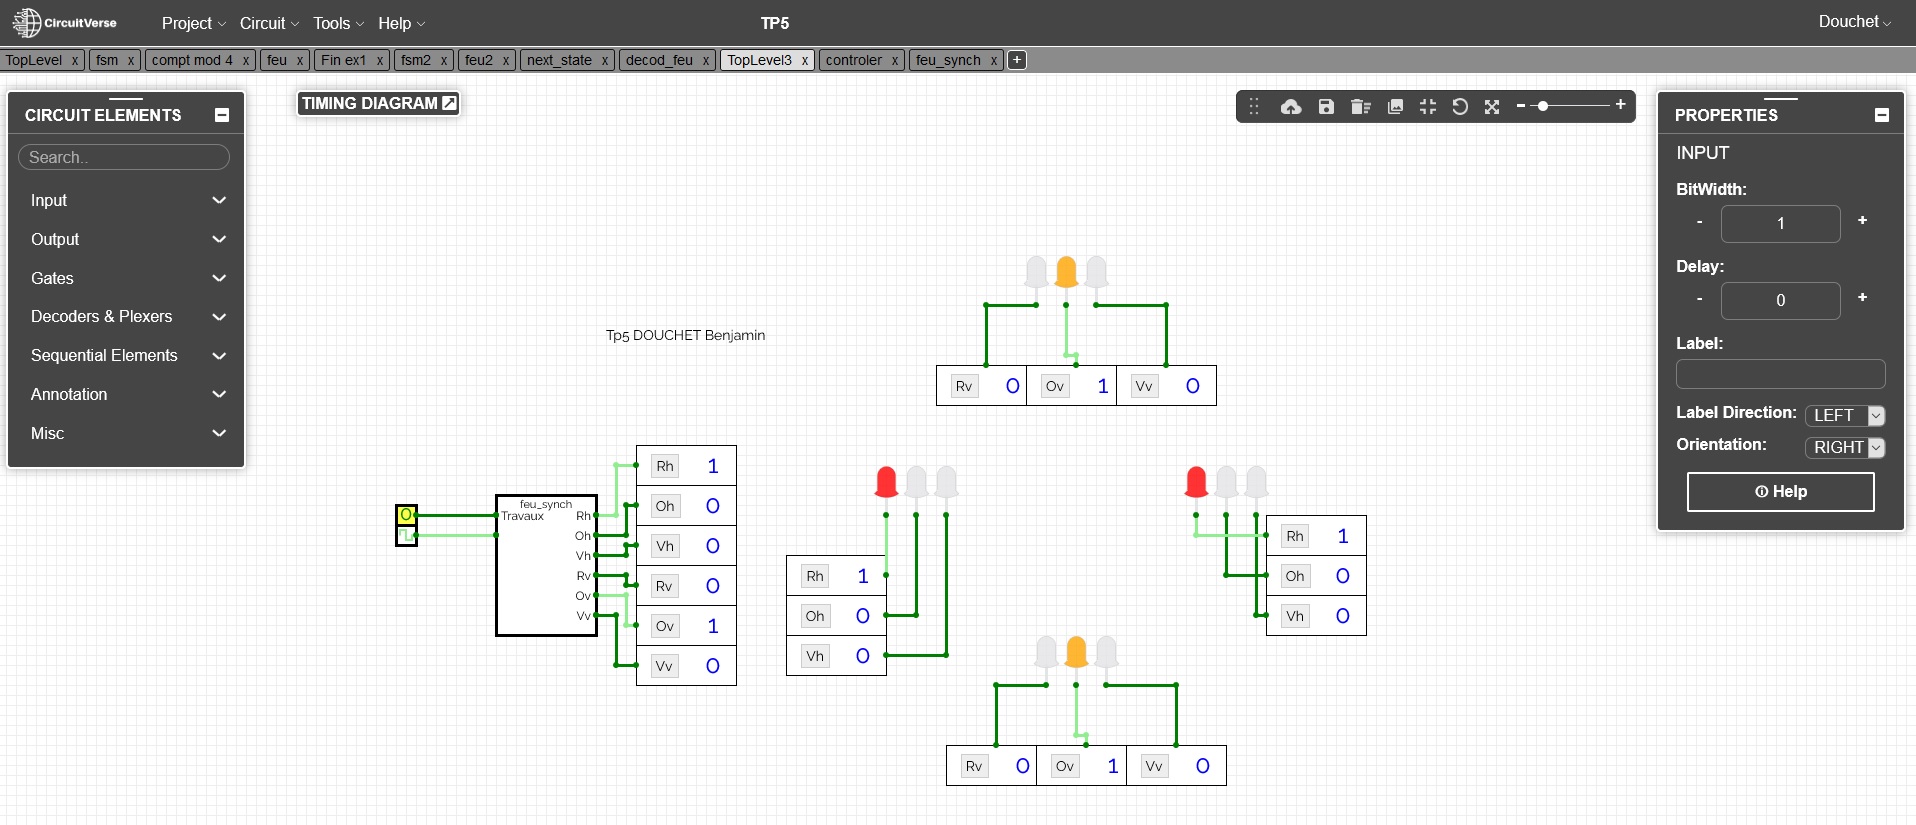 CircuitVerse Project Circuit Tools Help TP5 Douchet
TopLevel x fsm x compt mod 4 x feu x Fin ex1 x fsm2 x feu2 x next_state x decod_feu x TopLevel3 x controler x feu_synch x +
CIRCUIT ELEMENTS
Search..
Input
Output
Gates
Decoders & Plexers
Sequential Elements
Annotation
Misc
TIMING DIAGRAM
Tp5 DOUCHET Benjamin
Rv 0 Ov 1 Vv 0
0
feu_synch
Travaux
Rh
Oh
Vh
Rv
Ov
Vv
Rh 1
Oh 0
Vh 0
Rv 0
Ov 1
Vv 0
Rh 1
Oh 0
Vh 0
Rh 1
Oh 0
Vh 0
Rv 0 Ov 1 Vv 0
PROPERTIES
INPUT
BitWidth:
- 1 +
Delay:
- 0 +
Label:
Label Direction: LEFT
Orientation: RIGHT
Help